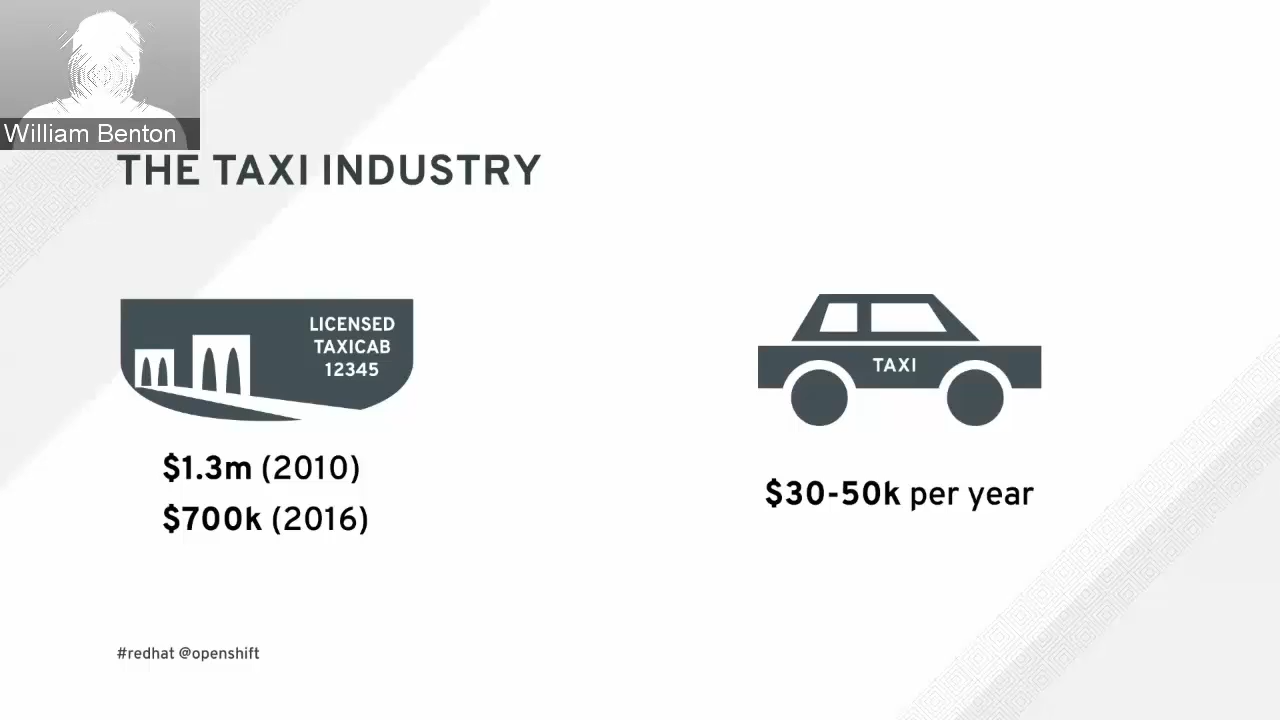 William Benton
THE TAXI INDUSTRY
LICENSED
TAXICAB
12345
$1.3m (2010)
$700k (2016)
TAXI
$30-50k per year
#redhat @openshift